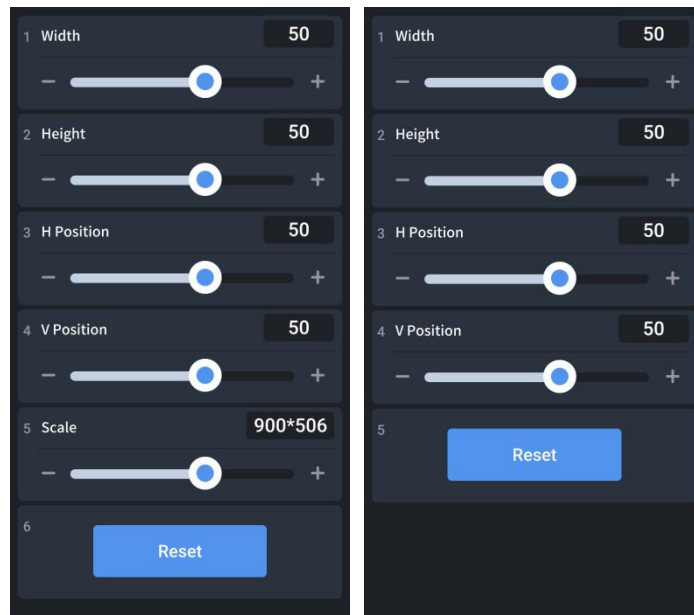 1 Width 50
− +
2 Height 50
− +
3 H Position 50
− +
4 V Position 50
− +
5 Scale 900*506
− +
6
Reset
1 Width 50
− +
2 Height 50
− +
3 H Position 50
− +
4 V Position 50
− +
5
Reset